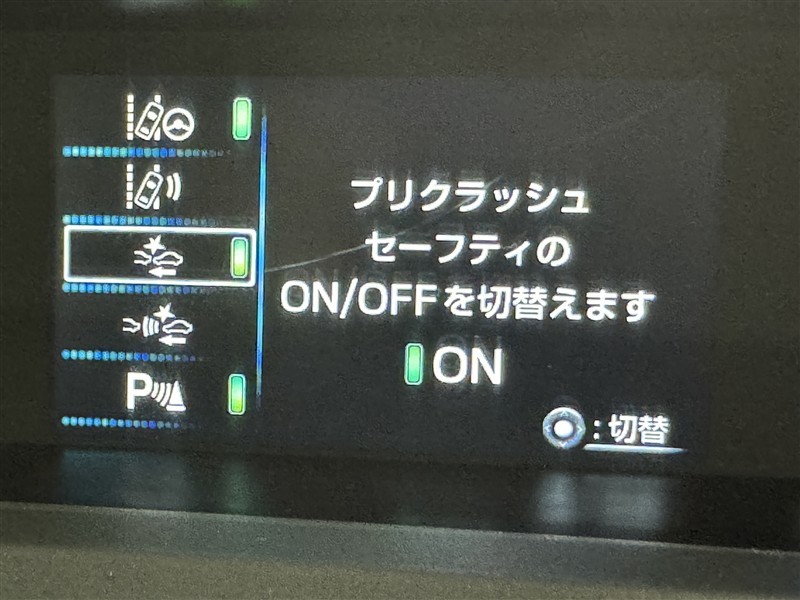 プリクラッシュ
セーフティの
ON/OFFを切替えます
ON
:切替
P